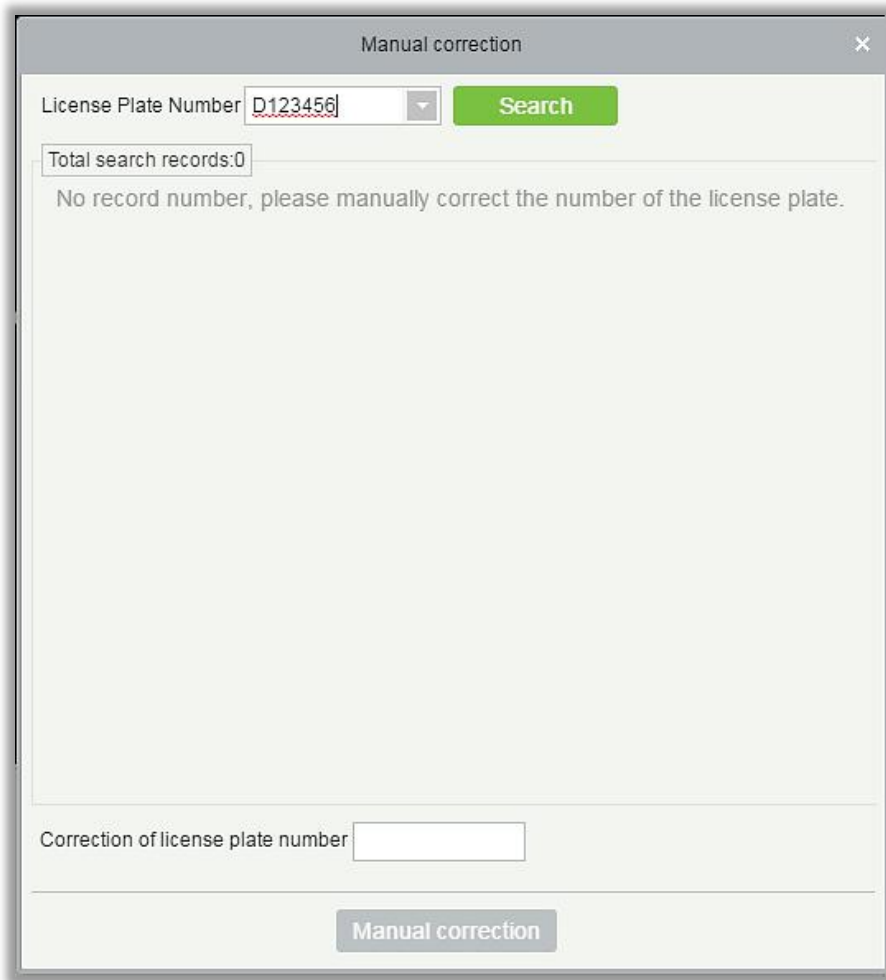 Manual correction
License Plate Number D123456 Search
Total search records:0
No record number, please manually correct the number of the license plate.
Correction of license plate number
Manual correction